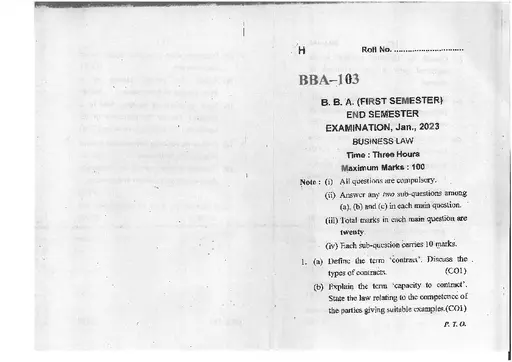 H Roll No. ..............................
BBA–103
B. B. A. (FIRST SEMESTER)
END SEMESTER
EXAMINATION, Jan., 2023
BUSINESS LAW
Time : Three Hours
Maximum Marks : 100
Note : (i) All questions are compulsory.
(ii) Answer any two sub-questions among
(a), (b) and (c) in each main question.
(iii) Total marks in each main question are
twenty.
(iv) Each sub-question carries 10 marks.
1. (a) Define the term ‘contract’. Discuss the
types of contracts. (CO1)
(b) Explain the term ‘capacity to contract’.
State the law relating to the competence of
the parties giving suitable examples.(CO1)
P. T. O.